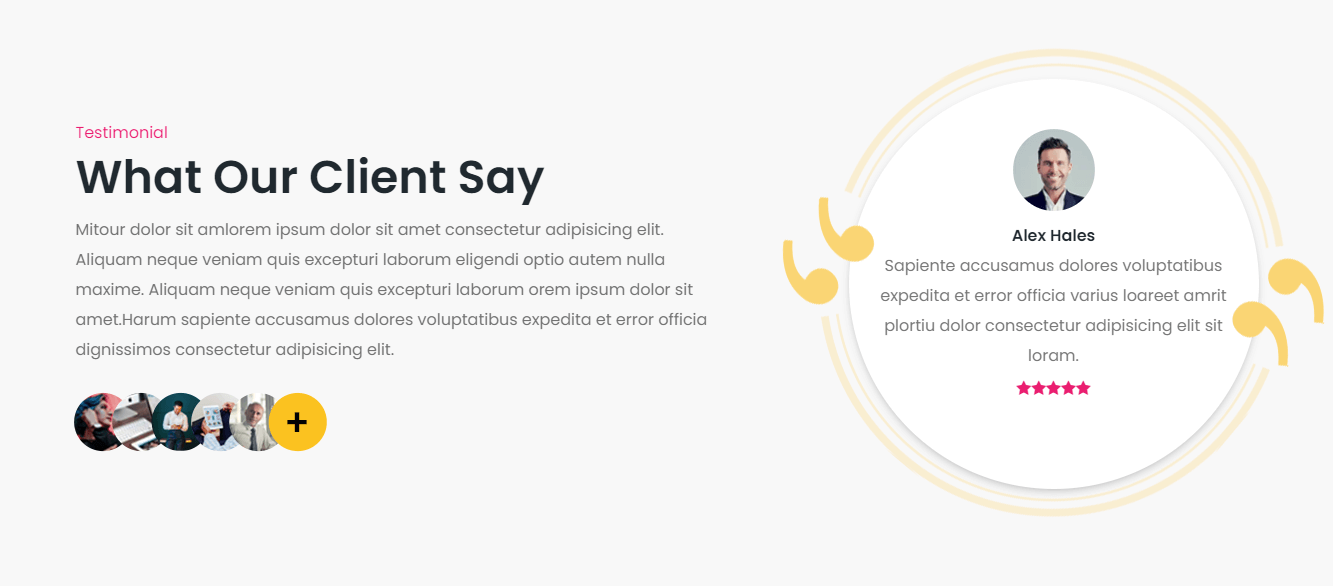 Testimonial
What Our Client Say
Mitour dolor sit amlorem ipsum dolor sit amet consectetur adipisicing elit.
Aliquam neque veniam quis excepturi laborum eligendi optio autem nulla
maxime. Aliquam neque veniam quis excepturi laborum orem ipsum dolor sit
amet.Harum sapiente accusamus dolores voluptatibus expedita et error officia
dignissimos consectetur adipisicing elit.
+
Alex Hales
Sapiente accusamus dolores voluptatibus
expedita et error officia varius loareet amrit
plortiu dolor consectetur adipisicing elit sit
loram.